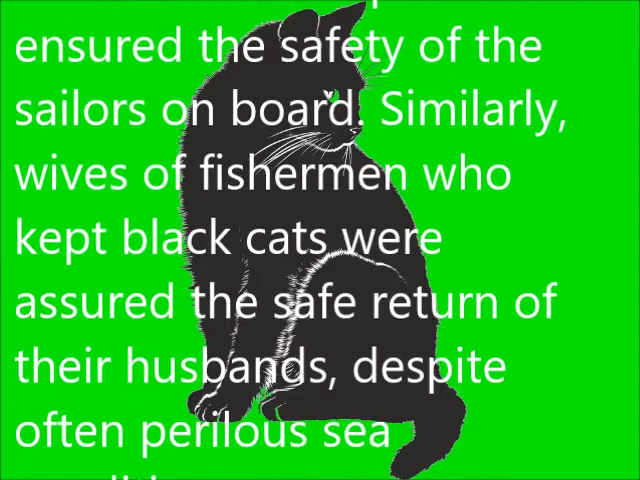 ensured the safety of the
sailors on board. Similarly,
wives of fishermen who
kept black cats were
assured the safe return of
their husbands, despite
often perilous sea